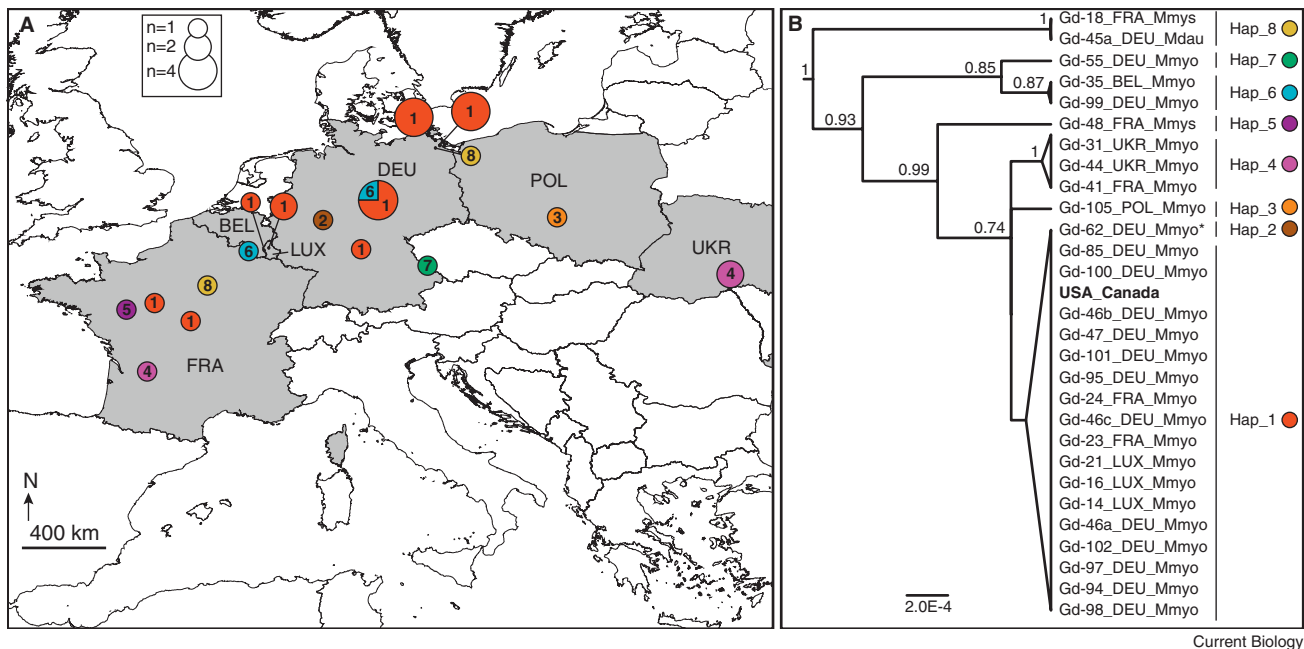 A
n=1
n=2
n=4
1
1
8
DEU
POL
6
1
1
1
2
3
BEL
LUX
6
1
UKR
7
4
8
5
1
1
4
FRA
N
400 km
B
1
Gd-18_FRA_Mmys
Gd-45a_DEU_Mdau
Hap_8
0.85
Gd-55_DEU_Mmyo
Hap_7
1
0.87
Gd-35_BEL_Mmyo
Gd-99_DEU_Mmyo
Hap_6
0.93
Gd-48_FRA_Mmys
Hap_5
Gd-31_UKR_Mmyo
1
Gd-44_UKR_Mmyo
Hap_4
0.99
Gd-41_FRA_Mmyo
Gd-105_POL_Mmyo
Hap_3
0.74
Gd-62_DEU_Mmyo*
Hap_2
Gd-85_DEU_Mmyo
Gd-100_DEU_Mmyo
USA_Canada
Gd-46b_DEU_Mmyo
Gd-47_DEU_Mmyo
Gd-101_DEU_Mmyo
Gd-95_DEU_Mmyo
Gd-24_FRA_Mmyo
Gd-46c_DEU_Mmyo
Hap_1
Gd-23_FRA_Mmyo
Gd-21_LUX_Mmyo
Gd-16_LUX_Mmyo
Gd-14_LUX_Mmyo
Gd-46a_DEU_Mmyo
Gd-102_DEU_Mmyo
Gd-97_DEU_Mmyo
Gd-94_DEU_Mmyo
Gd-98_DEU_Mmyo
2.0E-4
Current Biology